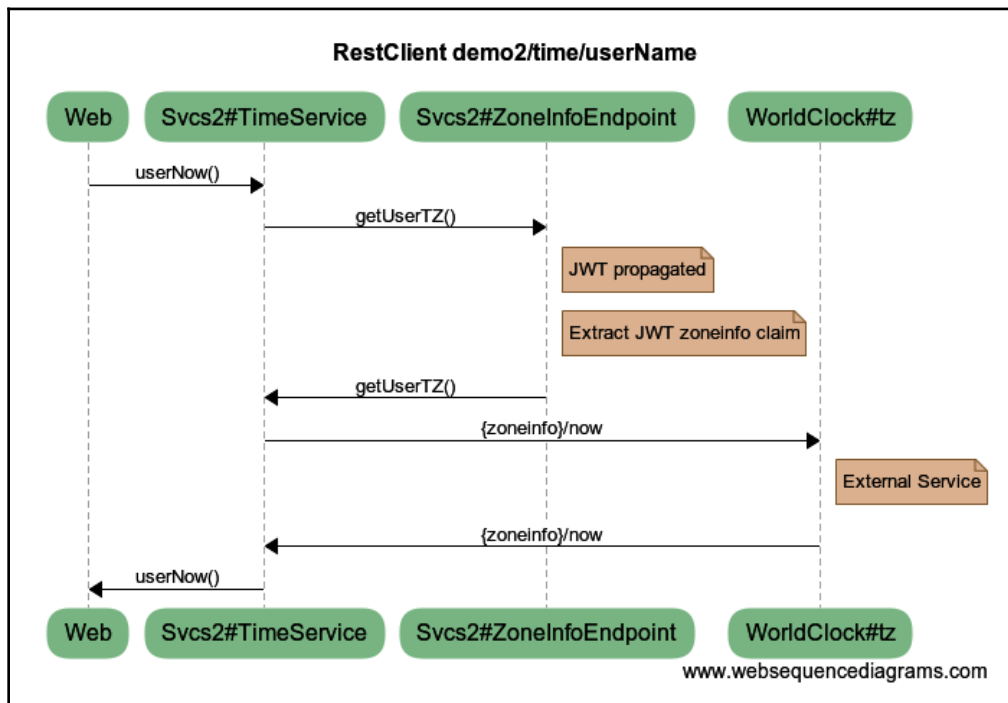 RestClient demo2/time/userName
Web
Svcs2#TimeService
Svcs2#ZoneInfoEndpoint
WorldClock#tz
userNow()
getUserTZ()
JWT propagated
Extract JWT zoneinfo claim
getUserTZ()
{zoneinfo}/now
External Service
{zoneinfo}/now
userNow()
Web
Svcs2#TimeService
Svcs2#ZoneInfoEndpoint
WorldClock#tz
www.websequencediagrams.com